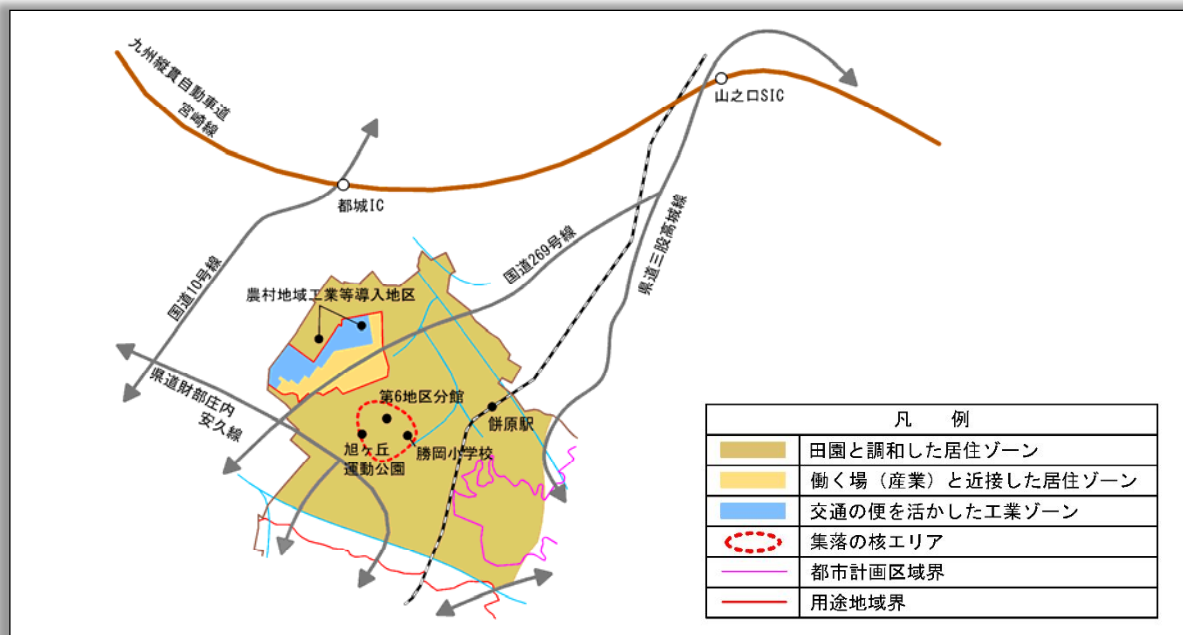 九州縦貫自動車道
宮崎線
山之口SIC
都城IC
国道10号線
国道269号線
県道三股高城線
農村地域工業等導入地区
県道財部庄内
安久線
第6地区分館
餅原駅
旭ヶ丘
運動公園
勝岡小学校
凡 例
田園と調和した居住ゾーン
働く場（産業）と近接した居住ゾーン
交通の便を活かした工業ゾーン
集落の核エリア
都市計画区域界
用途地域界